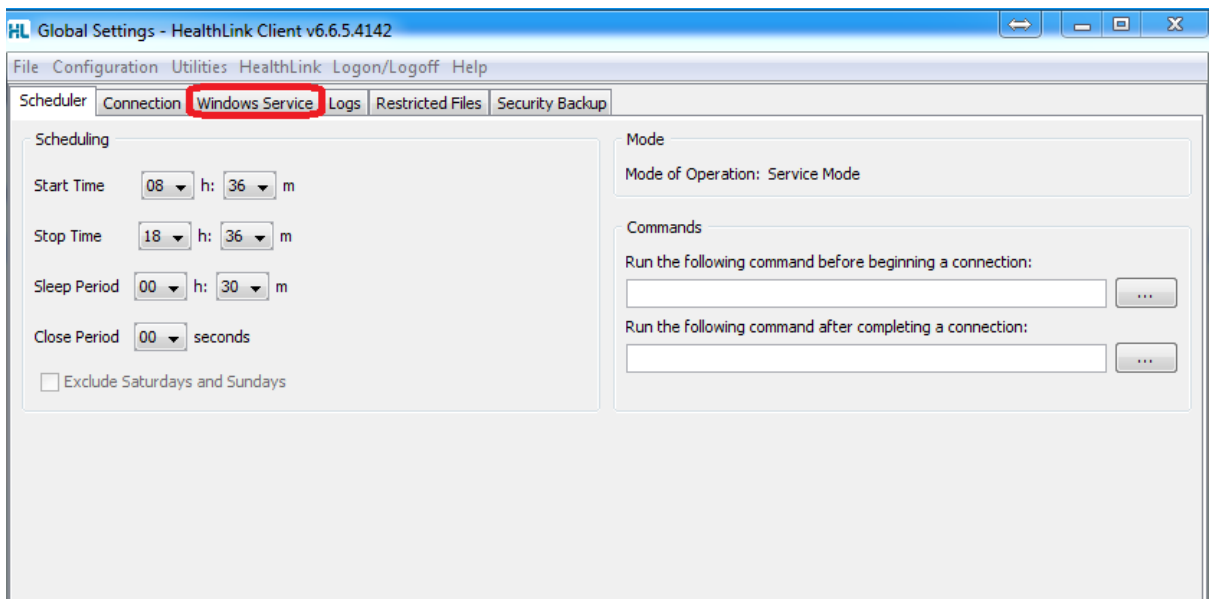 HL Global Settings - HealthLink Client v6.6.5.4142
File Configuration Utilities HealthLink Logon/Logoff Help
Scheduler Connection Windows Service Logs Restricted Files Security Backup
Scheduling
Start Time 08 h: 36 m
Stop Time 18 h: 36 m
Sleep Period 00 h: 30 m
Close Period 00 seconds
Exclude Saturdays and Sundays
Mode
Mode of Operation: Service Mode
Commands
Run the following command before beginning a connection:
...
Run the following command after completing a connection:
...